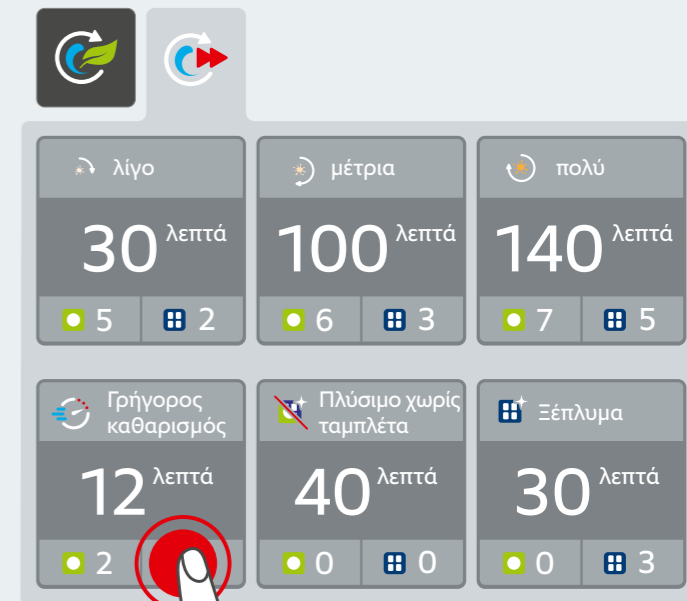 λίγο
μέτρια
πολύ
30 λεπτά
100 λεπτά
140 λεπτά
5
2
6
3
7
5
Γρήγορος
καθαρισμός
Πλύσιμο χωρίς
ταμπλέτα
Ξέπλυμα
12 λεπτά
40 λεπτά
30 λεπτά
2
0
0
0
3